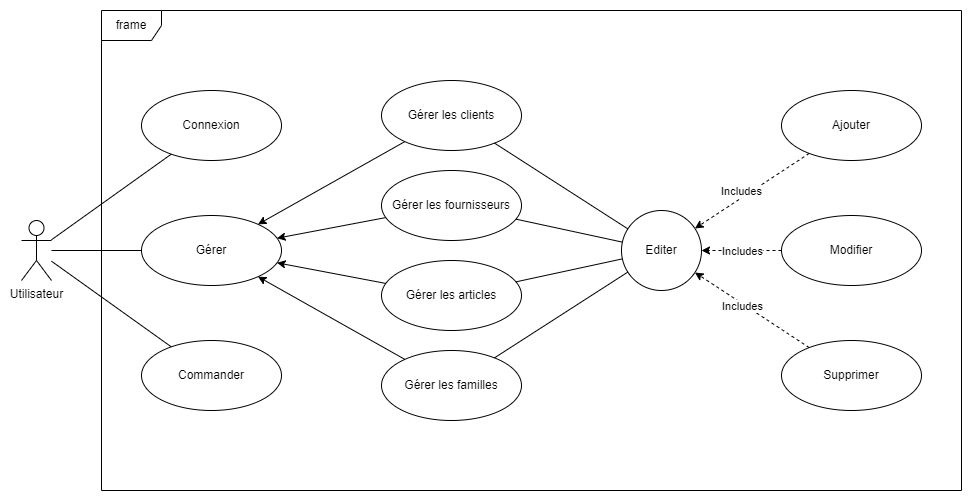 frame
Connexion
Gérer les clients
Ajouter
Includes
Gérer les fournisseurs
Gérer
Editer
Includes
Modifier
Utilisateur
Gérer les articles
Includes
Commander
Gérer les familles
Supprimer